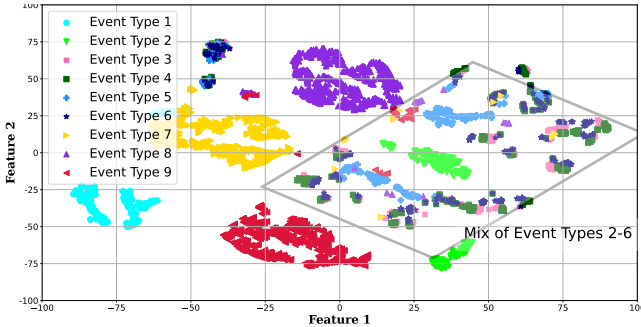 100
75
50
25
0
-25
-50
-75
-100
Feature 2
Event Type 1
Event Type 2
Event Type 3
Event Type 4
Event Type 5
Event Type 6
Event Type 7
Event Type 8
Event Type 9
Mix of Event Types 2-6
−100 −75 −50 −25 0 25 50 75 100
Feature 1